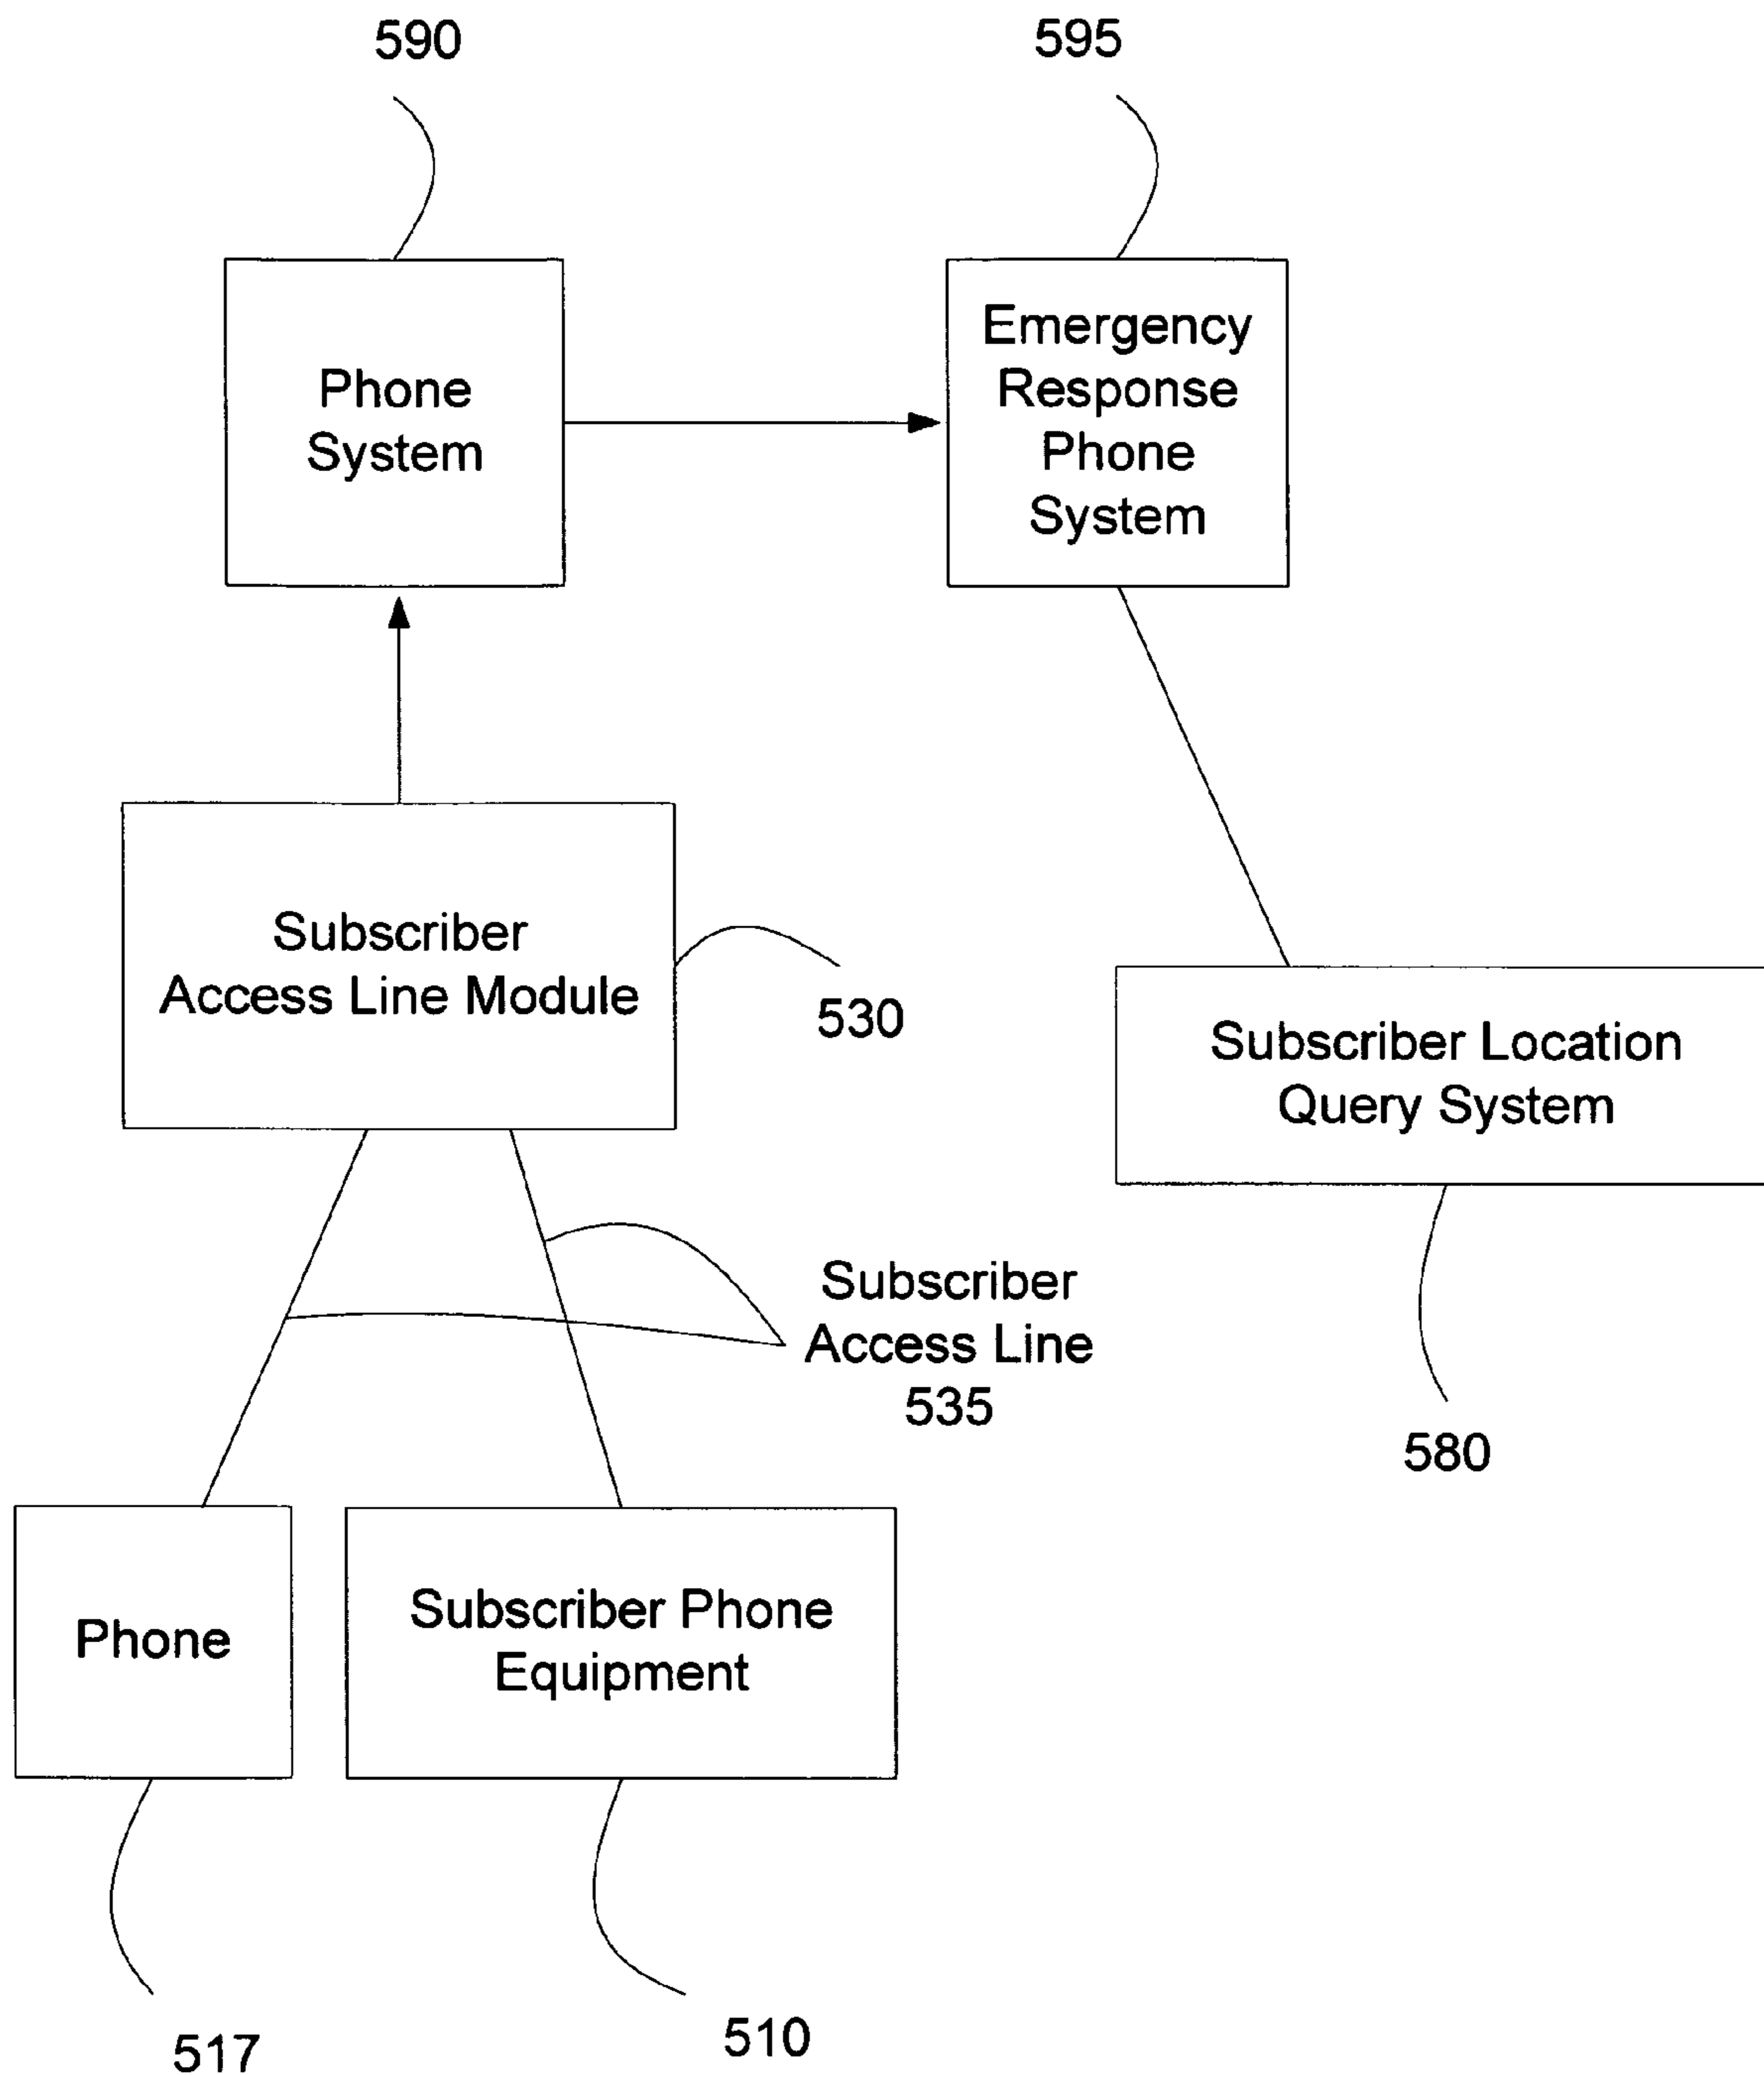 590
595
Phone
System
Emergency
Response
Phone
System
Subscriber
Access Line Module
530
Subscriber Location
Query System
Subscriber
Access Line
535
580
Phone
Subscriber Phone
Equipment
517
510